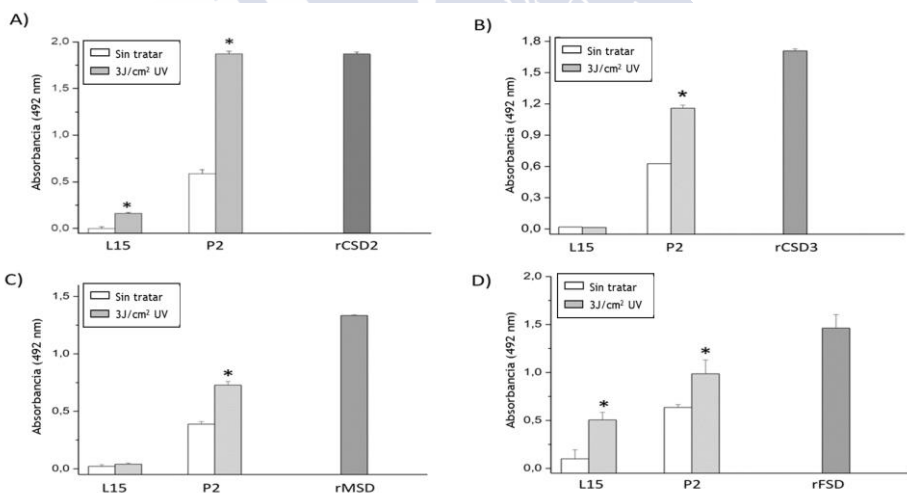 A)
Absorbancia (492 nm)
2,0
1,5
1,0
0,5
0,0
Sin tratar
3J/cm² UV
*
*
L15 P2 rCSD2
B)
Absorbancia (492 nm)
1,8
1,5
1,2
0,9
0,6
0,3
0,0
Sin tratar
3J/cm² UV
*
L15 P2 rCSD3
C)
Absorbancia (492 nm)
1,5
1,0
0,5
0,0
Sin tratar
3J/cm² UV
*
L15 P2 rMSD
D)
Absorbancia (492 nm)
2,0
1,5
1,0
0,5
0,0
Sin tratar
3J/cm² UV
*
*
L15 P2 rFSD